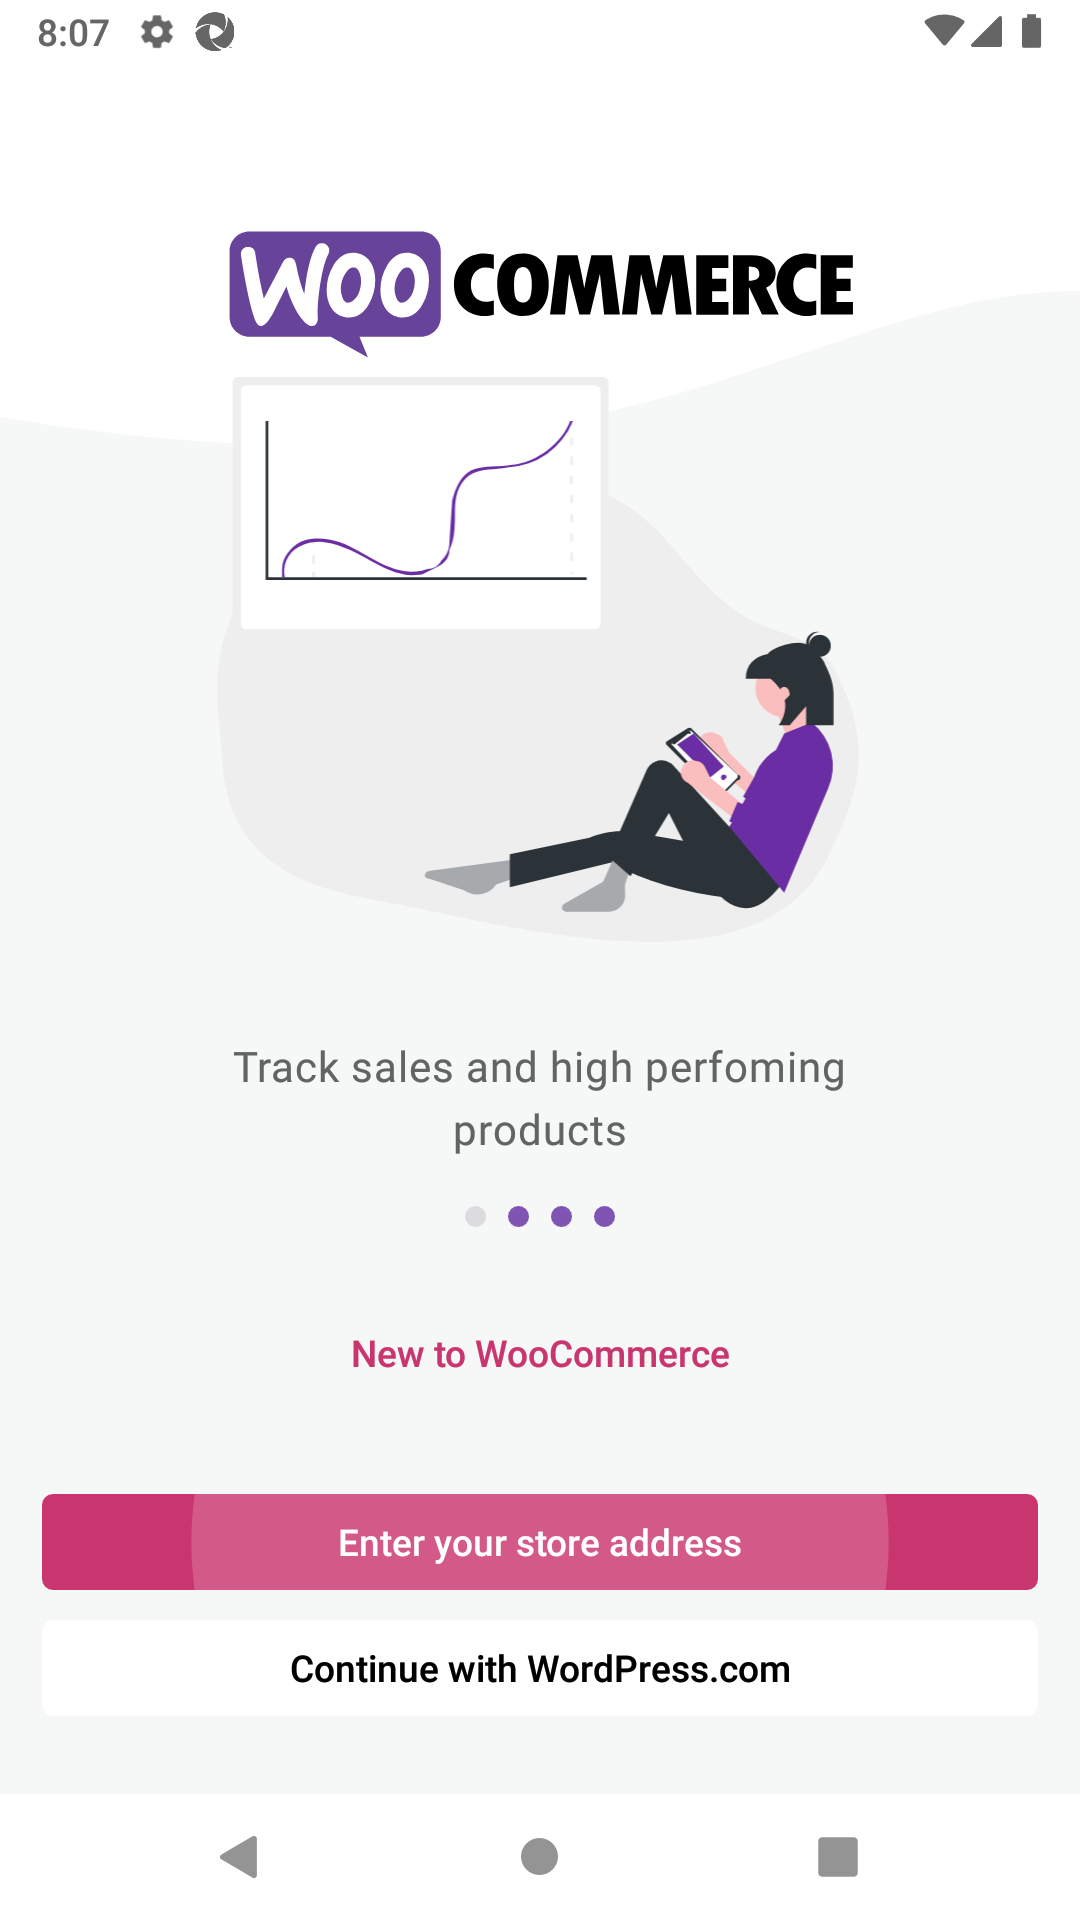 8:07
WOO COMMERCE
Track sales and high perfoming
products
New to WooCommerce
Enter your store address
Continue with WordPress.com